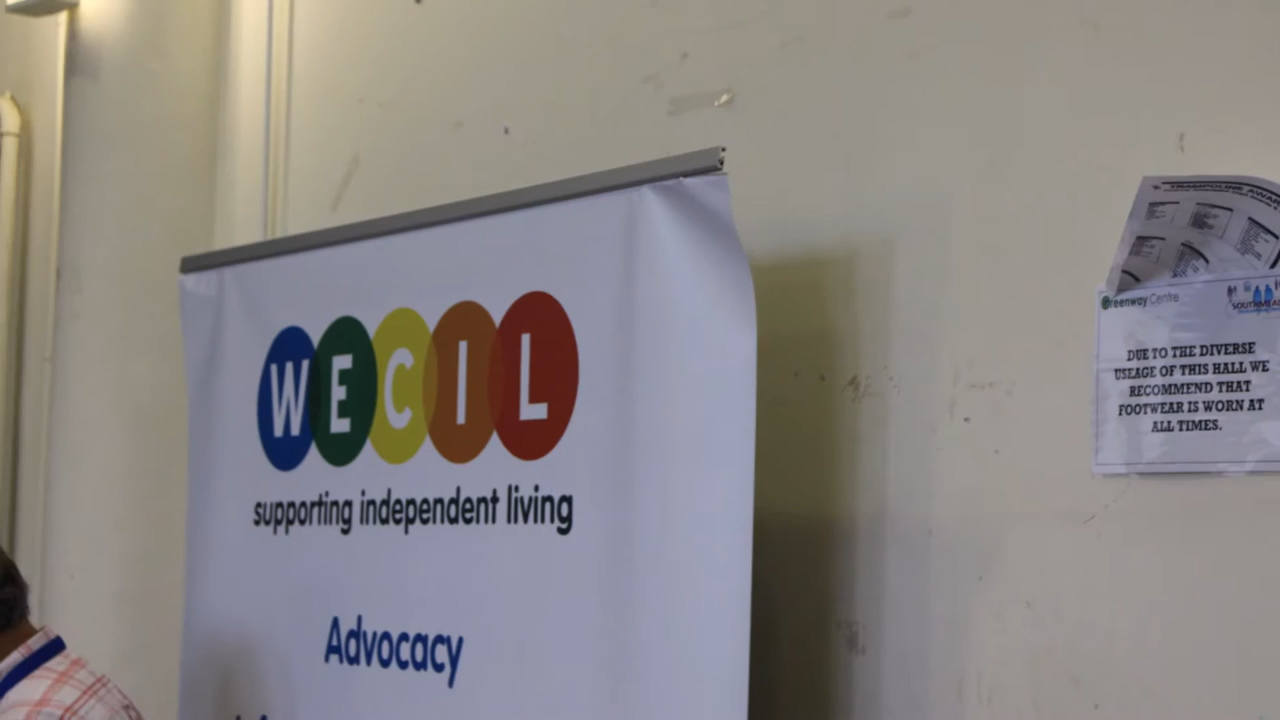 WECIL
supporting independent living
Advocacy
TRAMPOLINE
Greenway Centre
DUE TO THE DIVERSE
USEAGE OF THIS HALL WE
RECOMMEND THAT
FOOTWEAR IS WORN AT
ALL TIMES.